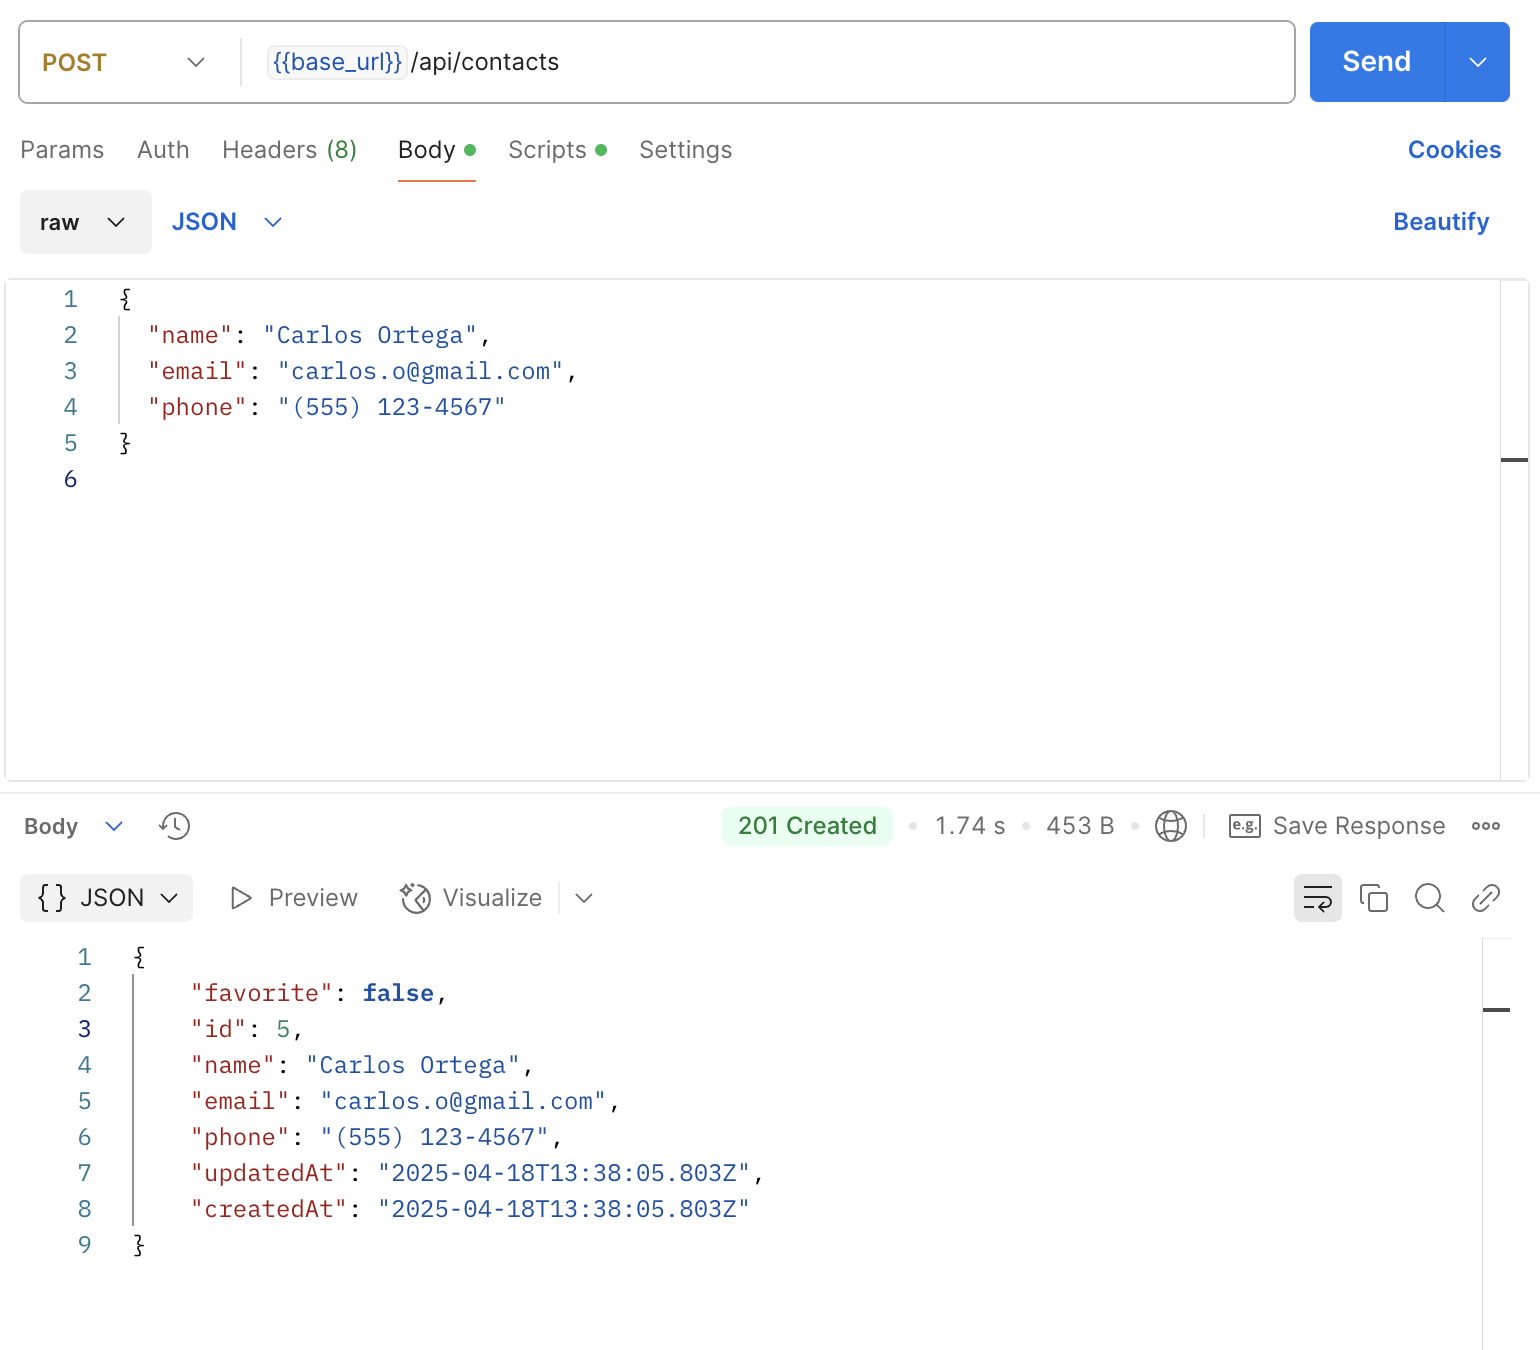 POST {{base_url}}/api/contacts Send
Params Auth Headers (8) Body Scripts Settings Cookies
raw JSON Beautify
1 {
2 "name": "Carlos Ortega",
3 "email": "carlos.o@gmail.com",
4 "phone": "(555) 123-4567"
5 }
6
Body 201 Created 1.74 s 453 B e.g. Save Response
{} JSON Preview Visualize
1 {
2 "favorite": false,
3 "id": 5,
4 "name": "Carlos Ortega",
5 "email": "carlos.o@gmail.com",
6 "phone": "(555) 123-4567",
7 "updatedAt": "2025-04-18T13:38:05.803Z",
8 "createdAt": "2025-04-18T13:38:05.803Z"
9 }